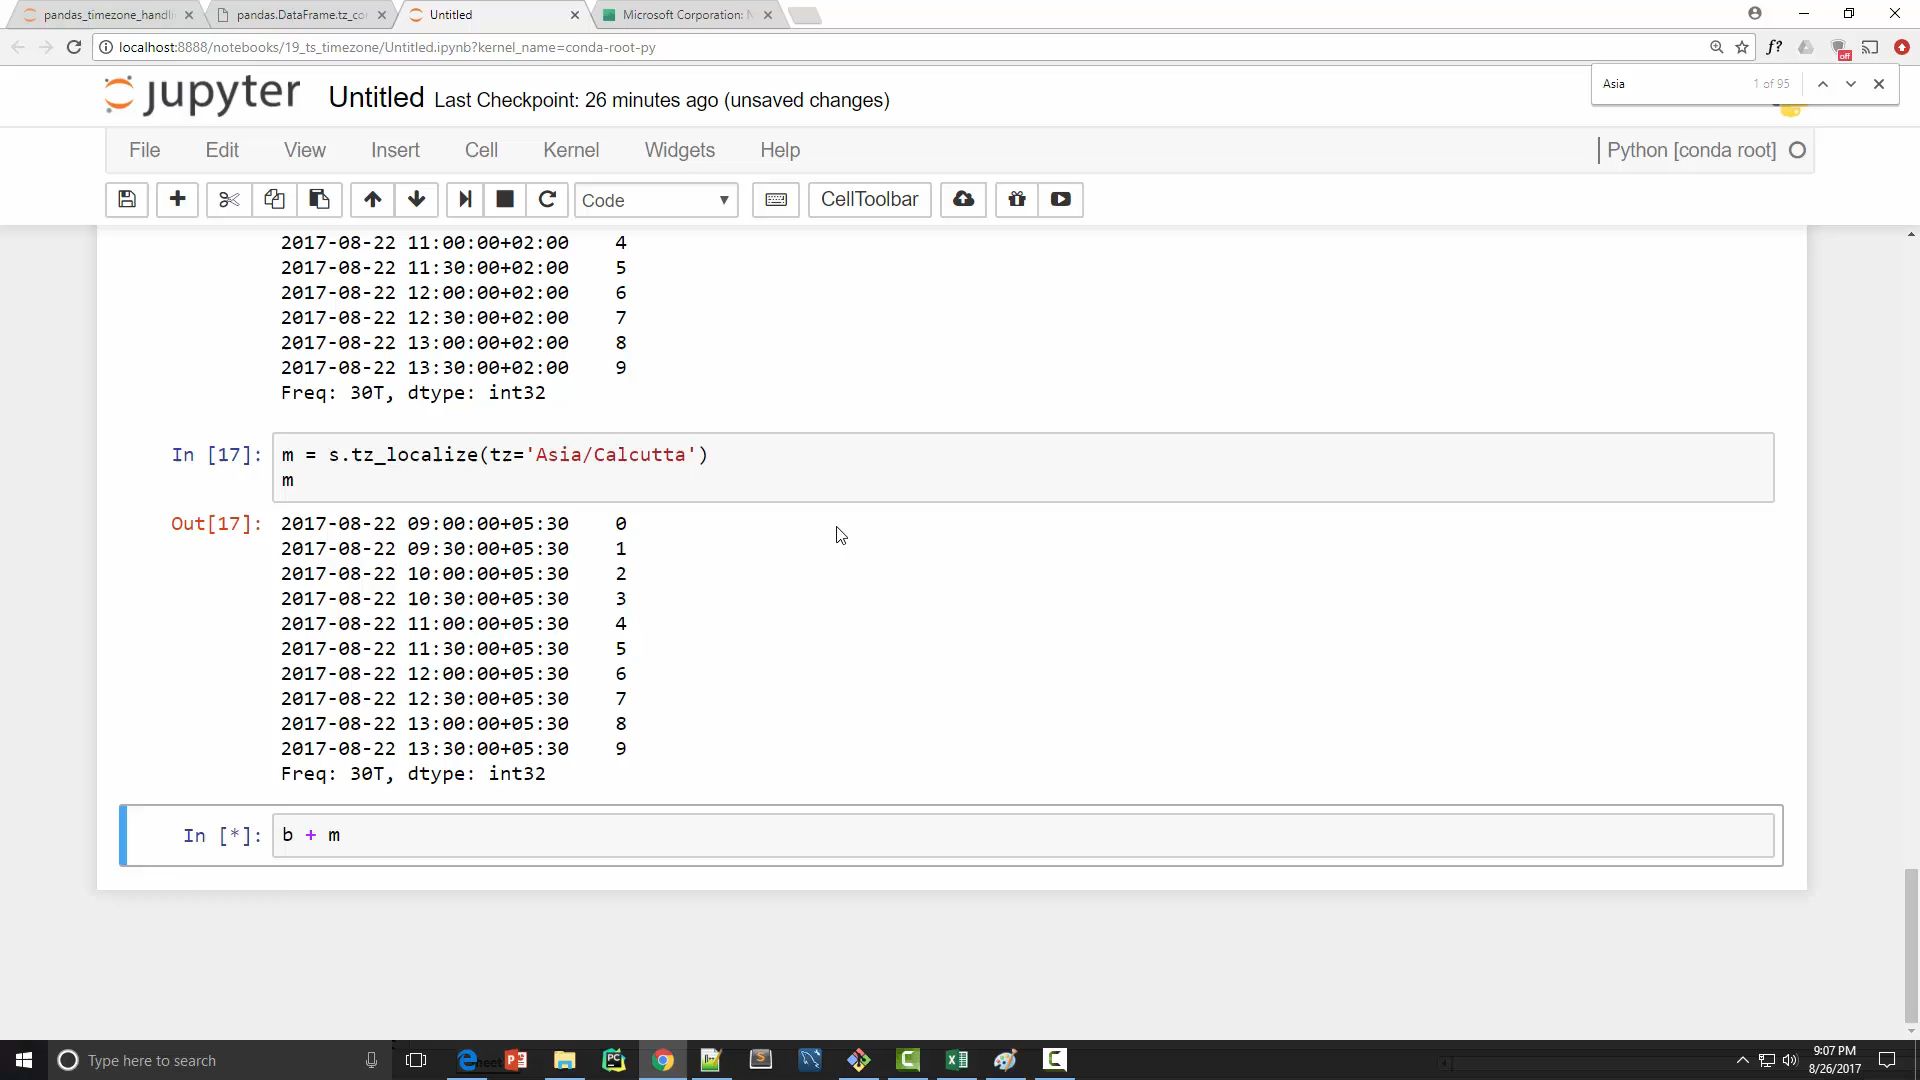 pandas_timezone_handli
pandas.DataFrame.tz_co
Untitled
Microsoft Corporation: N
localhost:8888/notebooks/19_ts_timezone/Untitled.ipynb?kernel_name=conda-root-py
f?
off
Asia
1 of 95
jupyter
Untitled Last Checkpoint: 26 minutes ago (unsaved changes)
File Edit View Insert Cell Kernel Widgets Help
Python [conda root]
Code
CellToolbar
2017-08-22 11:00:00+02:00    4
2017-08-22 11:30:00+02:00    5
2017-08-22 12:00:00+02:00    6
2017-08-22 12:30:00+02:00    7
2017-08-22 13:00:00+02:00    8
2017-08-22 13:30:00+02:00    9
Freq: 30T, dtype: int32
In [17]: m = s.tz_localize(tz='Asia/Calcutta')
m
Out[17]: 2017-08-22 09:00:00+05:30    0
2017-08-22 09:30:00+05:30    1
2017-08-22 10:00:00+05:30    2
2017-08-22 10:30:00+05:30    3
2017-08-22 11:00:00+05:30    4
2017-08-22 11:30:00+05:30    5
2017-08-22 12:00:00+05:30    6
2017-08-22 12:30:00+05:30    7
2017-08-22 13:00:00+05:30    8
2017-08-22 13:30:00+05:30    9
Freq: 30T, dtype: int32
In [*]: b + m
Type here to search
9:07 PM
8/26/2017